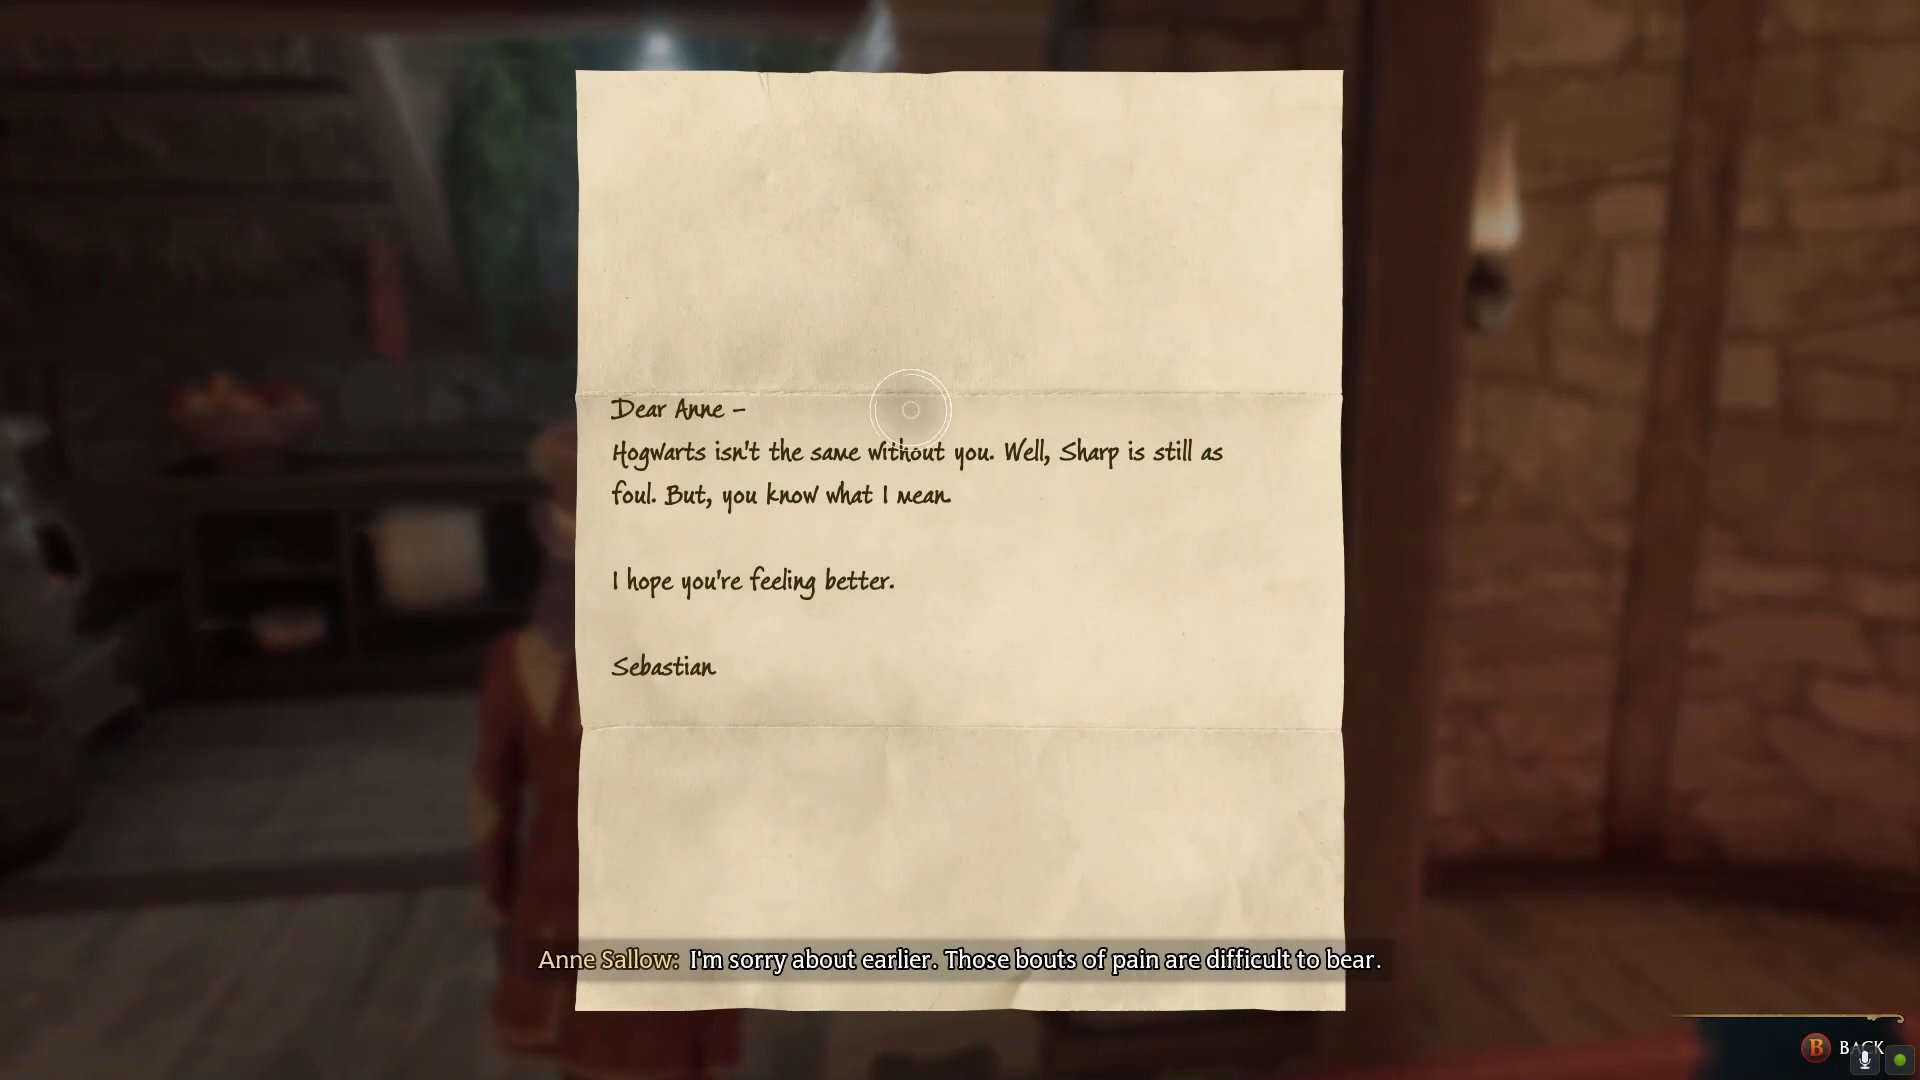 Dear Anne –
Hogwarts isn't the same without you. Well, Sharp is still as
foul. But, you know what I mean.
I hope you're feeling better.
Sebastian
Anne Sallow: I'm sorry about earlier. Those bouts of pain are difficult to bear.
B BACK